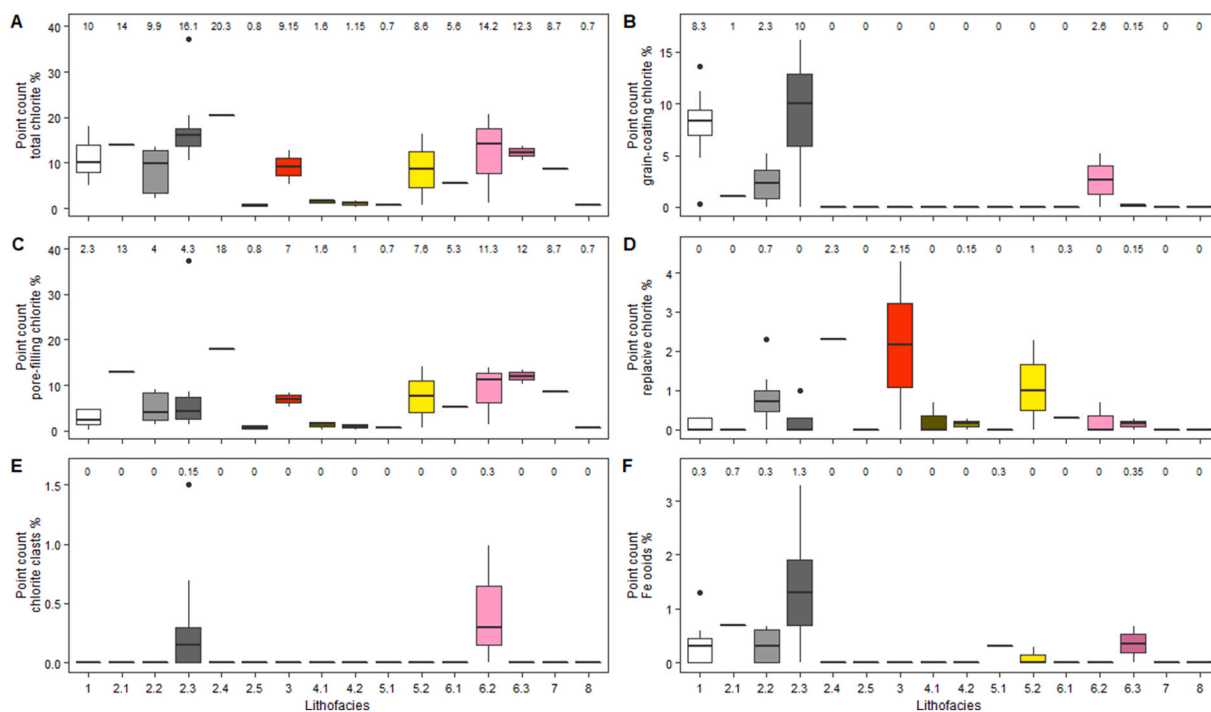 A
10 14 9.9 16.1 20.3 0.8 9.15 1.6 1.15 0.7 8.6 5.6 14.2 12.3 8.7 0.7
Point count
total chlorite %
40
30
20
10
0
B
8.3 1 2.3 10 0 0 0 0 0 0 0 0 2.6 0.15 0 0
Point count
grain-coating chlorite %
15
10
5
0
C
2.3 13 4 4.3 18 0.8 7 1.6 1 0.7 7.6 5.3 11.3 12 8.7 0.7
Point count
pore-filling chlorite %
40
30
20
10
0
D
0 0 0.7 0 2.3 0 2.15 0 0.15 0 1 0.3 0 0.15 0 0
Point count
replacive chlorite %
4
3
2
1
0
E
0 0 0 0.15 0 0 0 0 0 0 0 0 0.3 0 0 0
Point count
chlorite clasts %
1.5
1.0
0.5
0.0
1 2.1 2.2 2.3 2.4 2.5 3 4.1 4.2 5.1 5.2 6.1 6.2 6.3 7 8
Lithofacies
F
0.3 0.7 0.3 1.3 0 0 0 0 0 0.3 0 0 0 0.35 0 0
Point count
Fe ooids %
3
2
1
0
1 2.1 2.2 2.3 2.4 2.5 3 4.1 4.2 5.1 5.2 6.1 6.2 6.3 7 8
Lithofacies